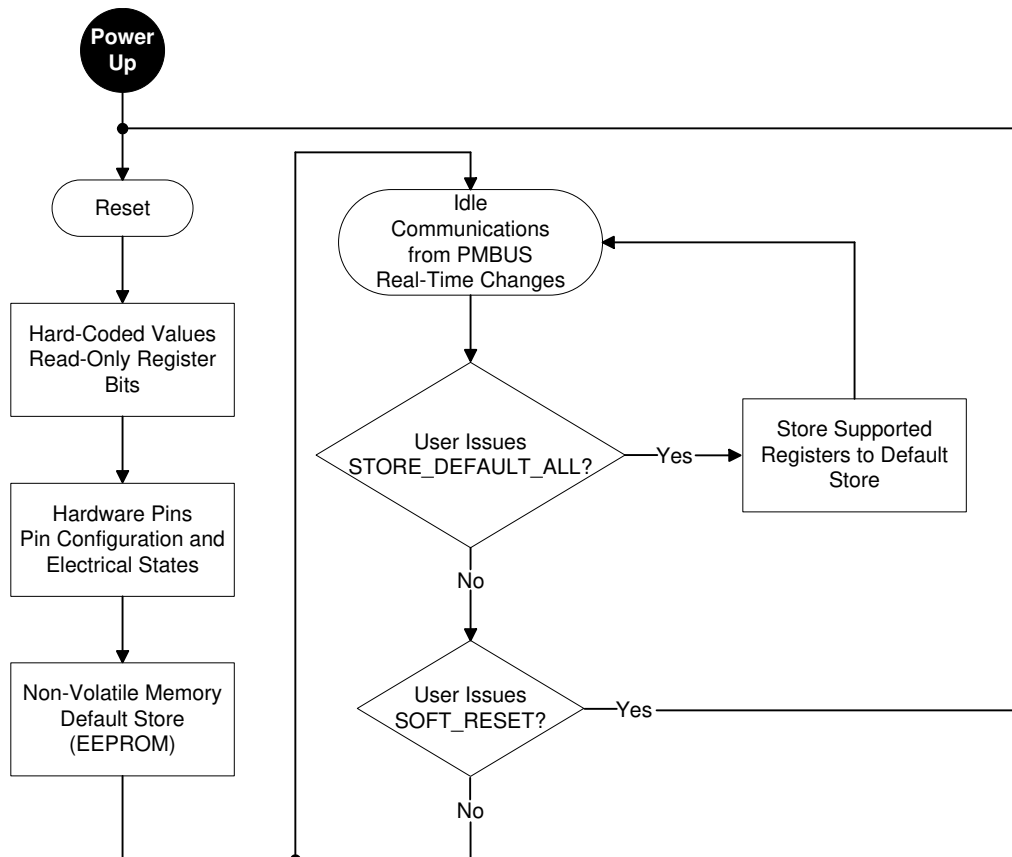 Power
Up
Reset
Hard-Coded Values
Read-Only Register
Bits
Hardware Pins
Pin Configuration and
Electrical States
Non-Volatile Memory
Default Store
(EEPROM)
Idle
Communications
from PMBUS
Real-Time Changes
User Issues
STORE_DEFAULT_ALL?
Yes
Store Supported
Registers to Default
Store
No
User Issues
SOFT_RESET?
Yes
No